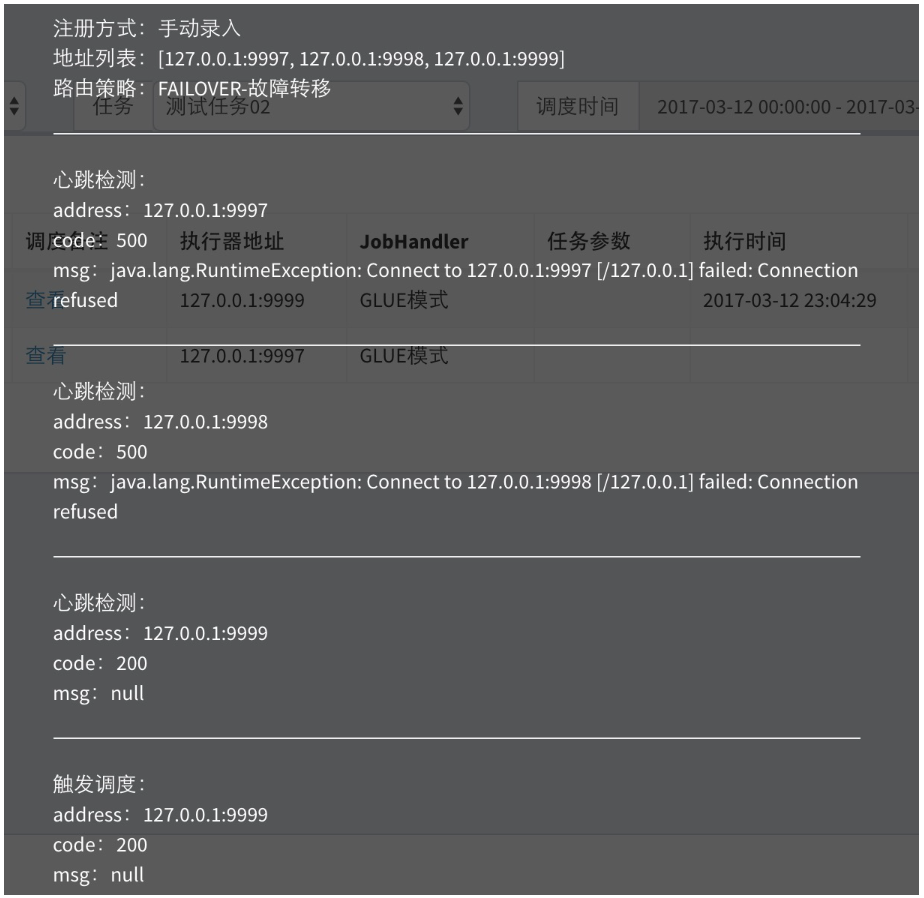 注册方式：手动录入
地址列表：[127.0.0.1:9997, 127.0.0.1:9998, 127.0.0.1:9999]
路由策略：FAILOVER-故障转移
任务 测试任务02 调度时间 2017-03-12 00:00:00 - 2017-03-
心跳检测：
address：127.0.0.1:9997
code：500
调度备注 执行器地址 JobHandler 任务参数 执行时间
msg：java.lang.RuntimeException: Connect to 127.0.0.1:9997 [/127.0.0.1] failed: Connection
refused
查看 127.0.0.1:9999 GLUE模式 2017-03-12 23:04:29
查看 127.0.0.1:9997 GLUE模式
心跳检测：
address：127.0.0.1:9998
code：500
msg：java.lang.RuntimeException: Connect to 127.0.0.1:9998 [/127.0.0.1] failed: Connection
refused
心跳检测：
address：127.0.0.1:9999
code：200
msg：null
触发调度：
address：127.0.0.1:9999
code：200
msg：null